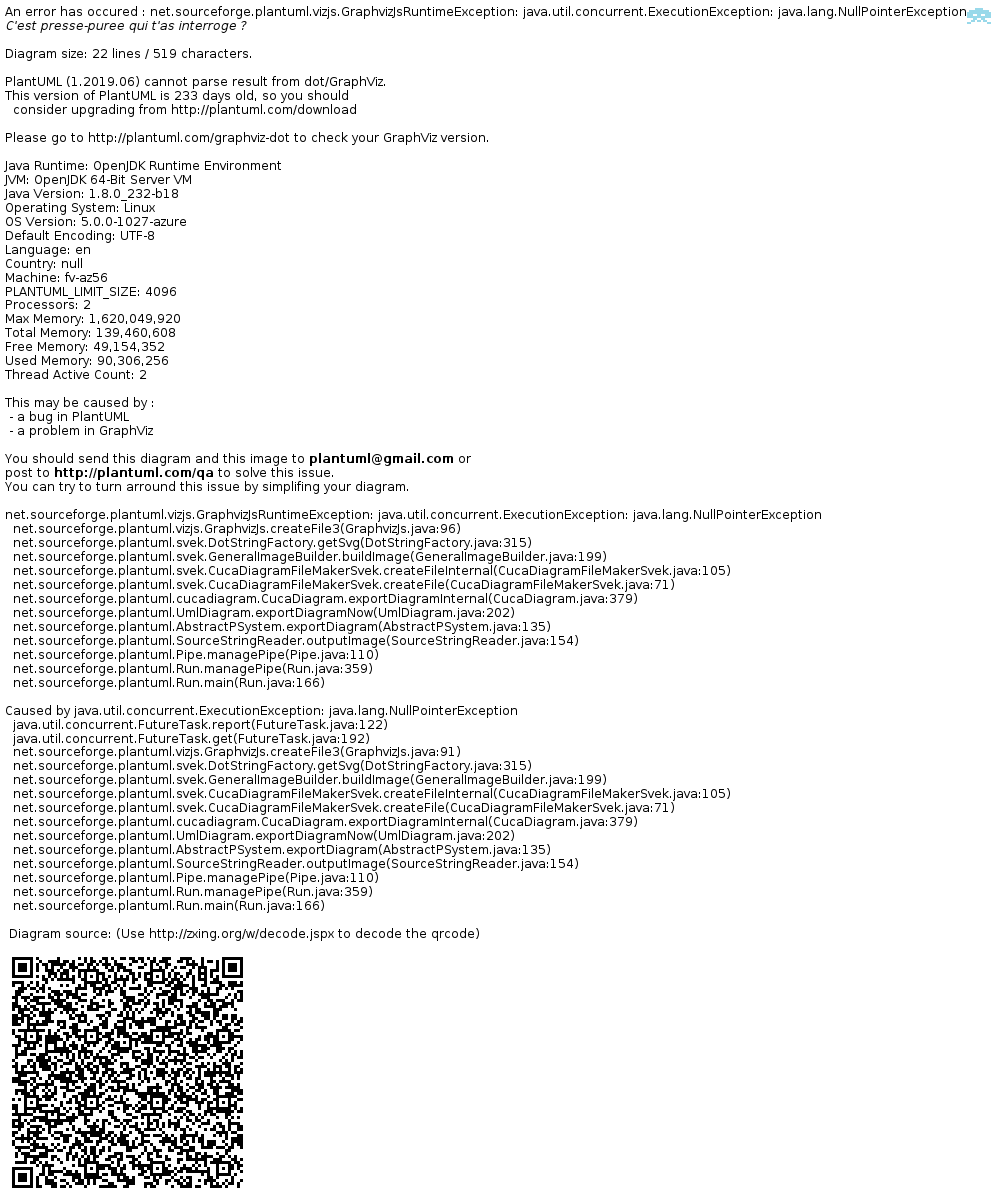 An error has occured : net.sourceforge.plantuml.vizjs.GraphvizJsRuntimeException: java.util.concurrent.ExecutionException: java.lang.NullPointerException
C'est presse-puree qui t'as interroge ?
Diagram size: 22 lines / 519 characters.
PlantUML (1.2019.06) cannot parse result from dot/GraphViz.
This version of PlantUML is 233 days old, so you should
consider upgrading from http://plantuml.com/download
Please go to http://plantuml.com/graphviz-dot to check your GraphViz version.
Java Runtime: OpenJDK Runtime Environment
JVM: OpenJDK 64-Bit Server VM
Java Version: 1.8.0_232-b18
Operating System: Linux
OS Version: 5.0.0-1027-azure
Default Encoding: UTF-8
Language: en
Country: null
Machine: fv-az56
PLANTUML_LIMIT_SIZE: 4096
Processors: 2
Max Memory: 1,620,049,920
Total Memory: 139,460,608
Free Memory: 49,154,352
Used Memory: 90,306,256
Thread Active Count: 2
This may be caused by :
- a bug in PlantUML
- a problem in GraphViz
You should send this diagram and this image to plantuml@gmail.com or
post to http://plantuml.com/qa to solve this issue.
You can try to turn arround this issue by simplifing your diagram.
net.sourceforge.plantuml.vizjs.GraphvizJsRuntimeException: java.util.concurrent.ExecutionException: java.lang.NullPointerException
net.sourceforge.plantuml.vizjs.GraphvizJs.createFile3(GraphvizJs.java:96)
net.sourceforge.plantuml.svek.DotStringFactory.getSvg(DotStringFactory.java:315)
net.sourceforge.plantuml.svek.GeneralImageBuilder.buildImage(GeneralImageBuilder.java:199)
net.sourceforge.plantuml.svek.CucaDiagramFileMakerSvek.createFileInternal(CucaDiagramFileMakerSvek.java:105)
net.sourceforge.plantuml.svek.CucaDiagramFileMakerSvek.createFile(CucaDiagramFileMakerSvek.java:71)
net.sourceforge.plantuml.cucadiagram.CucaDiagram.exportDiagramInternal(CucaDiagram.java:379)
net.sourceforge.plantuml.UmlDiagram.exportDiagramNow(UmlDiagram.java:202)
net.sourceforge.plantuml.AbstractPSystem.exportDiagram(AbstractPSystem.java:135)
net.sourceforge.plantuml.SourceStringReader.outputImage(SourceStringReader.java:154)
net.sourceforge.plantuml.Pipe.managePipe(Pipe.java:110)
net.sourceforge.plantuml.Run.managePipe(Run.java:359)
net.sourceforge.plantuml.Run.main(Run.java:166)
Caused by java.util.concurrent.ExecutionException: java.lang.NullPointerException
java.util.concurrent.FutureTask.report(FutureTask.java:122)
java.util.concurrent.FutureTask.get(FutureTask.java:192)
net.sourceforge.plantuml.vizjs.GraphvizJs.createFile3(GraphvizJs.java:91)
net.sourceforge.plantuml.svek.DotStringFactory.getSvg(DotStringFactory.java:315)
net.sourceforge.plantuml.svek.GeneralImageBuilder.buildImage(GeneralImageBuilder.java:199)
net.sourceforge.plantuml.svek.CucaDiagramFileMakerSvek.createFileInternal(CucaDiagramFileMakerSvek.java:105)
net.sourceforge.plantuml.svek.CucaDiagramFileMakerSvek.createFile(CucaDiagramFileMakerSvek.java:71)
net.sourceforge.plantuml.cucadiagram.CucaDiagram.exportDiagramInternal(CucaDiagram.java:379)
net.sourceforge.plantuml.UmlDiagram.exportDiagramNow(UmlDiagram.java:202)
net.sourceforge.plantuml.AbstractPSystem.exportDiagram(AbstractPSystem.java:135)
net.sourceforge.plantuml.SourceStringReader.outputImage(SourceStringReader.java:154)
net.sourceforge.plantuml.Pipe.managePipe(Pipe.java:110)
net.sourceforge.plantuml.Run.managePipe(Run.java:359)
net.sourceforge.plantuml.Run.main(Run.java:166)
Diagram source: (Use http://zxing.org/w/decode.jspx to decode the qrcode)